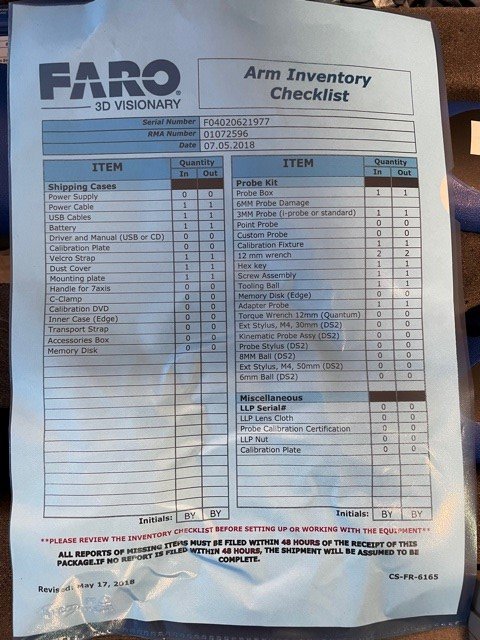 FARO
3D VISIONARY
Arm Inventory
Checklist
Serial Number F04020621977
RMA Number 01072596
Date 07.05.2018
ITEM Quantity
In Out
Shipping Cases
Power Supply 0 0
Power Cable 1 1
USB Cables 1 1
Battery 1 1
Driver and Manual (USB or CD) 0 0
Calibration Plate 0 0
Velcro Strap 1 1
Dust Cover 1 1
Mounting plate 1 1
Handle for 7axis 0 0
C-Clamp 0 0
Calibration DVD 0 0
Inner Case (Edge) 0 0
Transport Strap 0 0
Accessories Box 0 0
Memory Disk 0 0
Initials: BY BY
ITEM Quantity
In Out
Probe Kit
Probe Box 1 1
6MM Probe Damage
3MM Probe (i-probe or standard) 1 1
Point Probe 0 0
Custom Probe 0 0
Calibration Fixture 1 1
12 mm wrench 2 2
Hex key 1 1
Screw Assembly 1 1
Tooling Ball 1 1
Memory Disk (Edge) 0 0
Adapter Probe 1 1
Torque Wrench 12mm (Quantum) 0 0
Ext Stylus, M4, 30mm (DS2) 0 0
Kinematic Probe Assy (DS2) 0 0
Probe Stylus (DS2) 0 0
8MM Ball (DS2) 0 0
Ext Stylus, M4, 50mm (DS2) 0 0
6mm Ball (DS2) 0 0
Miscellaneous
LLP Serial# 0 0
LLP Lens Cloth 0 0
Probe Calibration Certification 0 0
LLP Nut 0 0
Calibration Plate 0 0
Initials: BY BY
**PLEASE REVIEW THE INVENTORY CHECKLIST BEFORE SETTING UP OR WORKING WITH THE EQUIPMENT**
ALL REPORTS OF MISSING ITEMS MUST BE FILED WITHIN 48 HOURS OF THE RECEIPT OF THIS
PACKAGE.IF NO REPORT IS FILED WITHIN 48 HOURS, THE SHIPMENT WILL BE ASSUMED TO BE
COMPLETE.
Revised: May 17, 2018
CS-FR-6165